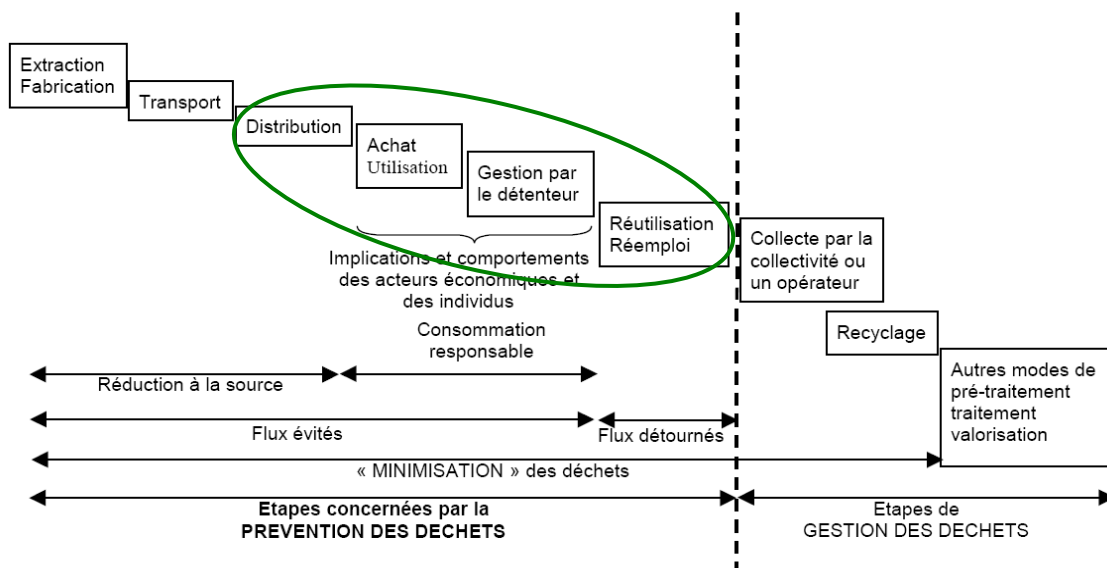 Extraction
Fabrication
Transport
Distribution
Achat
Utilisation
Gestion par
le détenteur
Réutilisation
Réemploi
Collecte par la
collectivité ou
un opérateur
Recyclage
Autres modes de
pré-traitement
traitement
valorisation
Implications et comportements
des acteurs économiques et
des individus
Consommation
responsable
Réduction à la source
Flux évités
Flux détournés
« MINIMISATION » des déchets
Etapes concernées par la
PREVENTION DES DECHETS
Etapes de
GESTION DES DECHETS